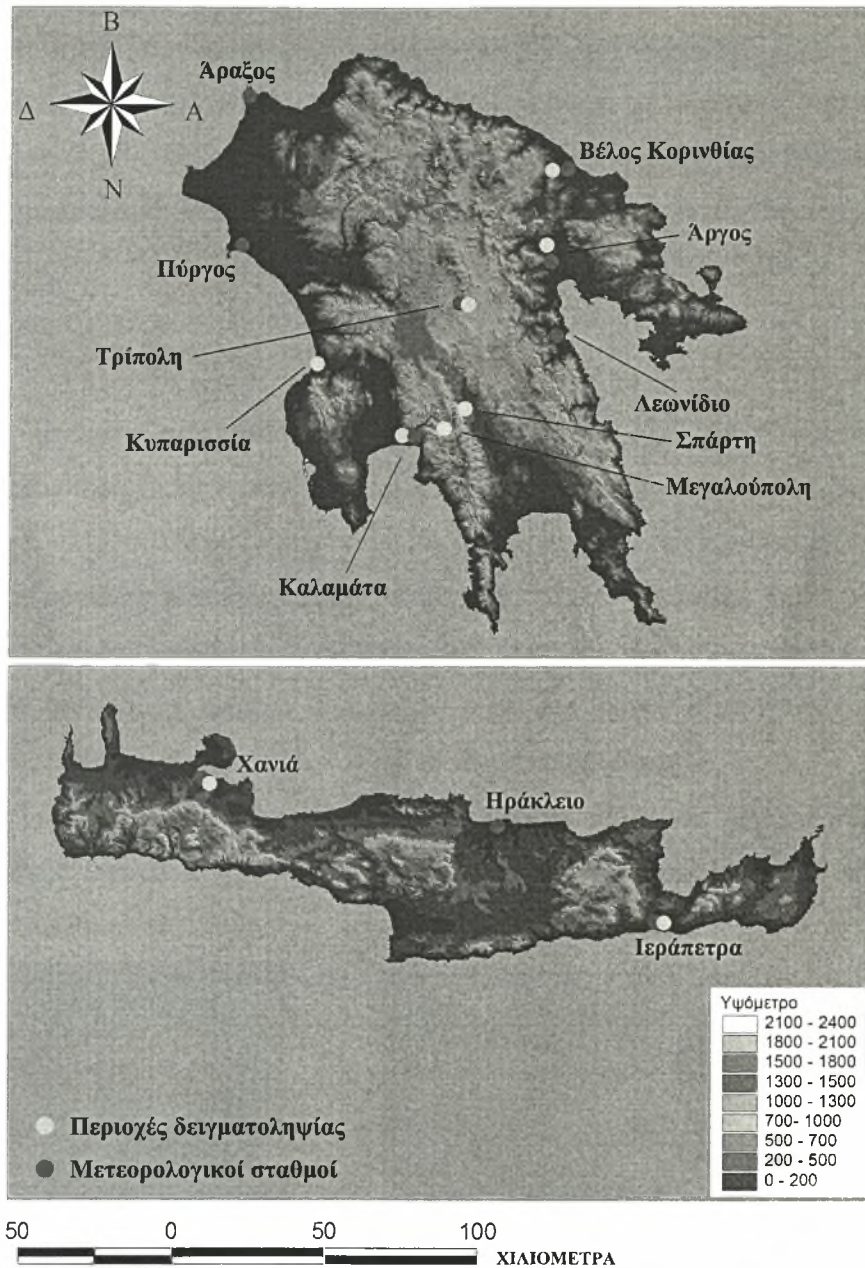 Β
Άραξος
Δ
Α
Ν
Βέλος Κορινθίας
Άργος
Πύργος
Τρίπολη
Λεωνίδιο
Κυπαρισσία
Σπάρτη
Μεγαλούπολη
Καλαμάτα
Χανιά
Ηράκλειο
Ιεράπετρα
Υψόμετρο
2100 - 2400
1800 - 2100
1500 - 1800
1300 - 1500
1000 - 1300
700- 1000
500 - 700
200 - 500
0 - 200
Περιοχές δειγματοληψίας
Μετεορολογικοί σταθμοί
50 0 50 100
ΧΙΛΙΟΜΕΤΡΑ